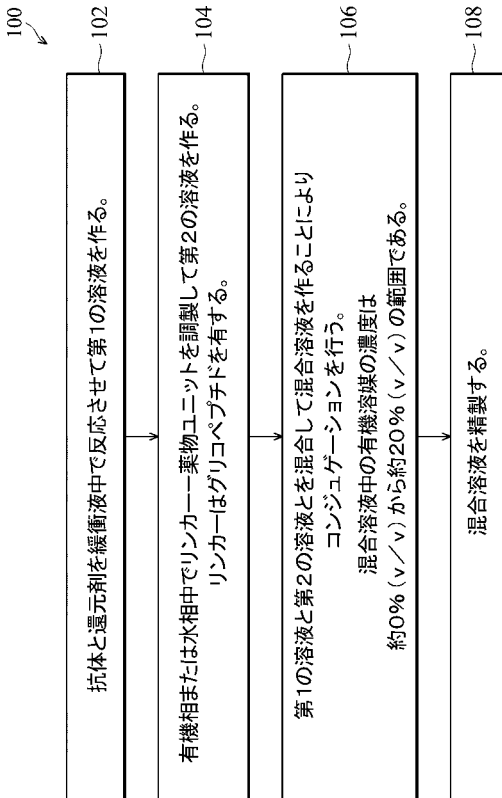 100
抗体と還元剤を緩衝液中で反応させて第1の溶液を作る。
102
有機相または水相中でリンカー－薬物ユニットを調製して第2の溶液を作る。
リンカーはグリコペプチドを有する。
104
第1の溶液と第2の溶液とを混合して混合溶液を作ることにより
コンジュゲーションを行う。
混合溶液中の有機溶媒の濃度は
約0%(v/v)から約20%(v/v)の範囲である。
106
混合溶液を精製する。
108